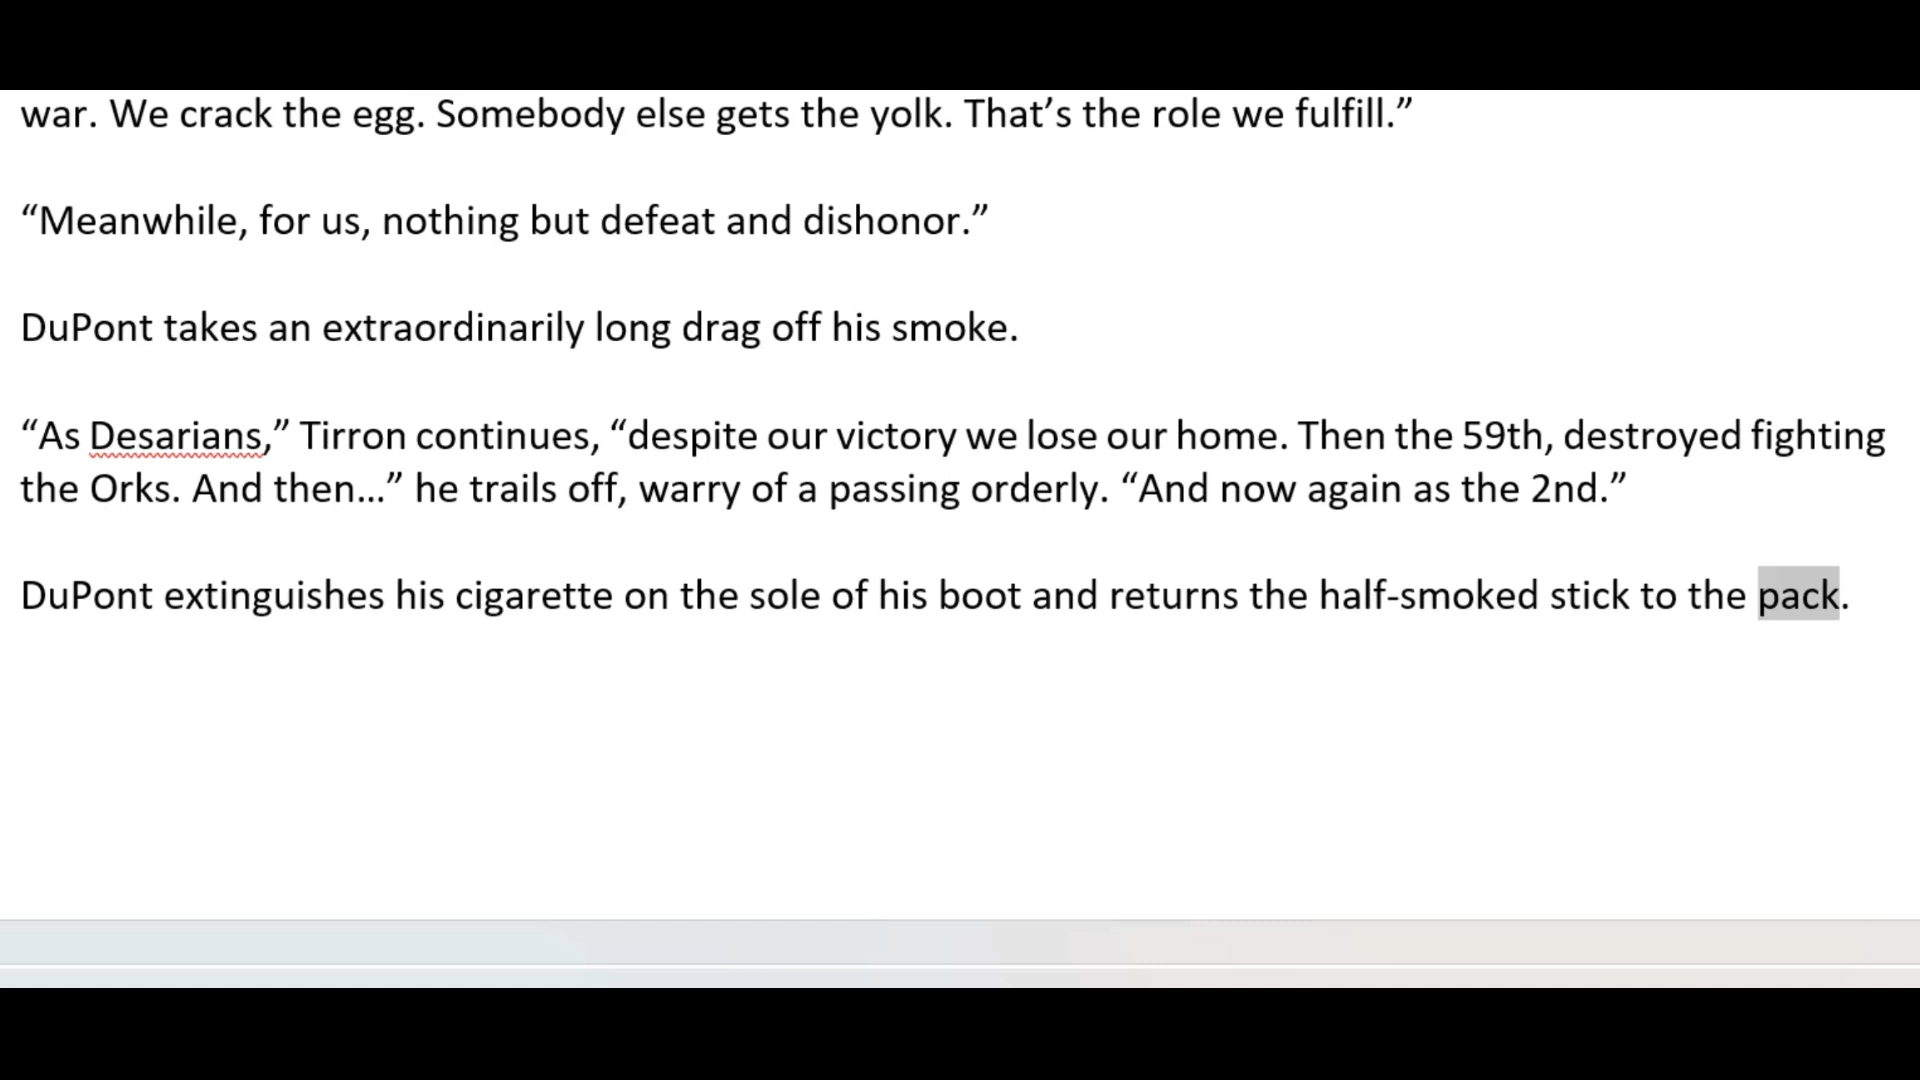 war. We crack the egg. Somebody else gets the yolk. That’s the role we fulfill.”
“Meanwhile, for us, nothing but defeat and dishonor.”
DuPont takes an extraordinarily long drag off his smoke.
“As Desarians,” Tirron continues, “despite our victory we lose our home. Then the 59th, destroyed fighting
the Orks. And then…” he trails off, warry of a passing orderly. “And now again as the 2nd.”
DuPont extinguishes his cigarette on the sole of his boot and returns the half-smoked stick to the pack.